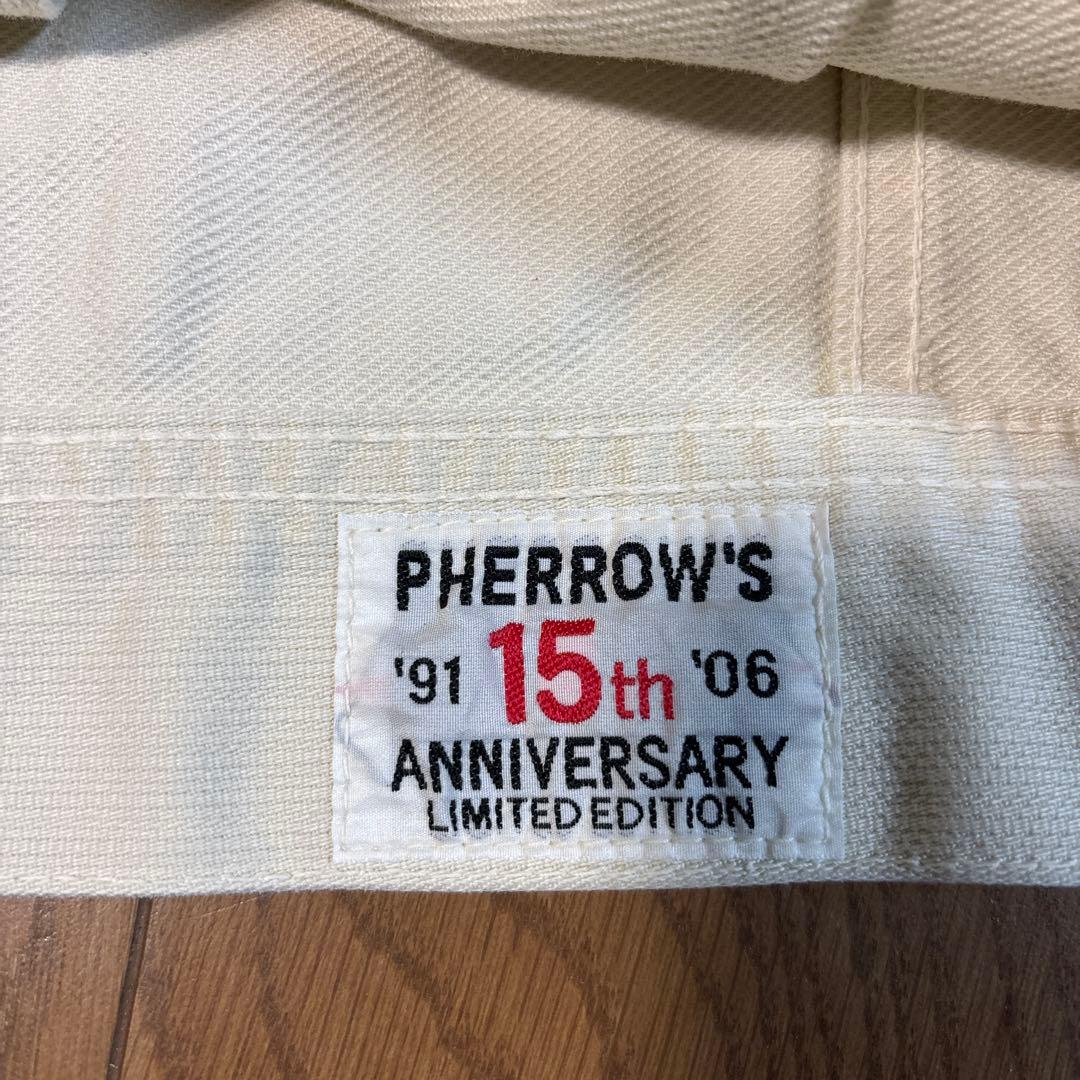 PHERROW'S
'91 15th '06
ANNIVERSARY
LIMITED EDITION